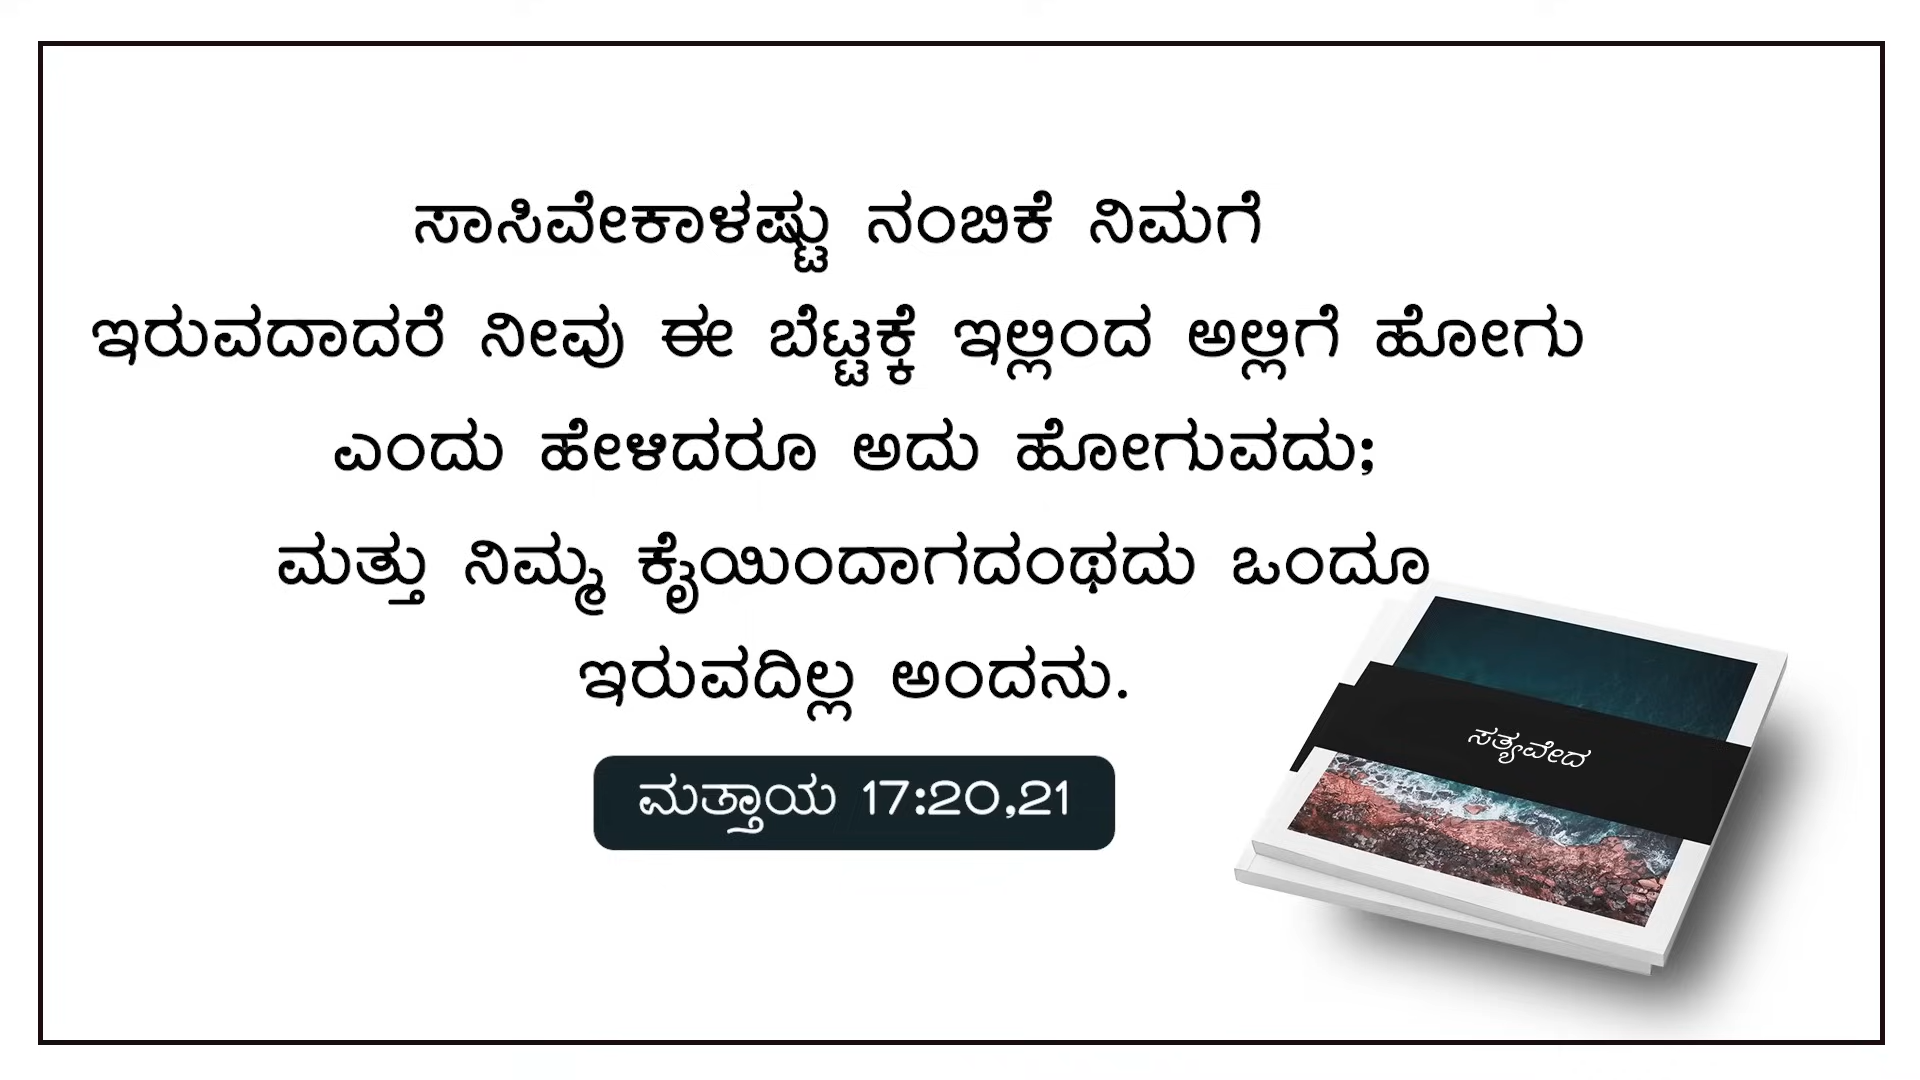 ಸಾಸಿವೇಕಾಳಷ್ಟು ನಂಬಿಕೆ ನಿಮಗೆ
ಇರುವದಾದರೆ ನೀವು ಈ ಬೆಟ್ಟಕ್ಕೆ ಇಲ್ಲಿಂದ ಅಲ್ಲಿಗೆ ಹೋಗು
ಎಂದು ಹೇಳಿದರೂ ಅದು ಹೋಗುವದು;
ಮತ್ತು ನಿಮ್ಮ ಕೈಯಿಂದಾಗದಂಥದು ಒಂದೂ
ಇರುವದಿಲ್ಲ ಅಂದನು.
ಸತ್ಯವೇದ
ಮತ್ತಾಯ 17:20,21